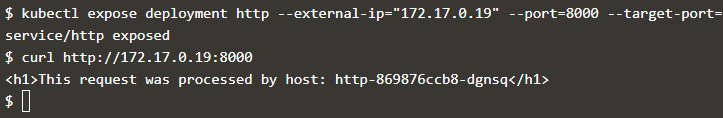 $ kubectl expose deployment http --external-ip="172.17.0.19" --port=8000 --target-port=
service/http exposed
$ curl http://172.17.0.19:8000
<h1>This request was processed by host: http-869876ccb8-dgnsq</h1>
$